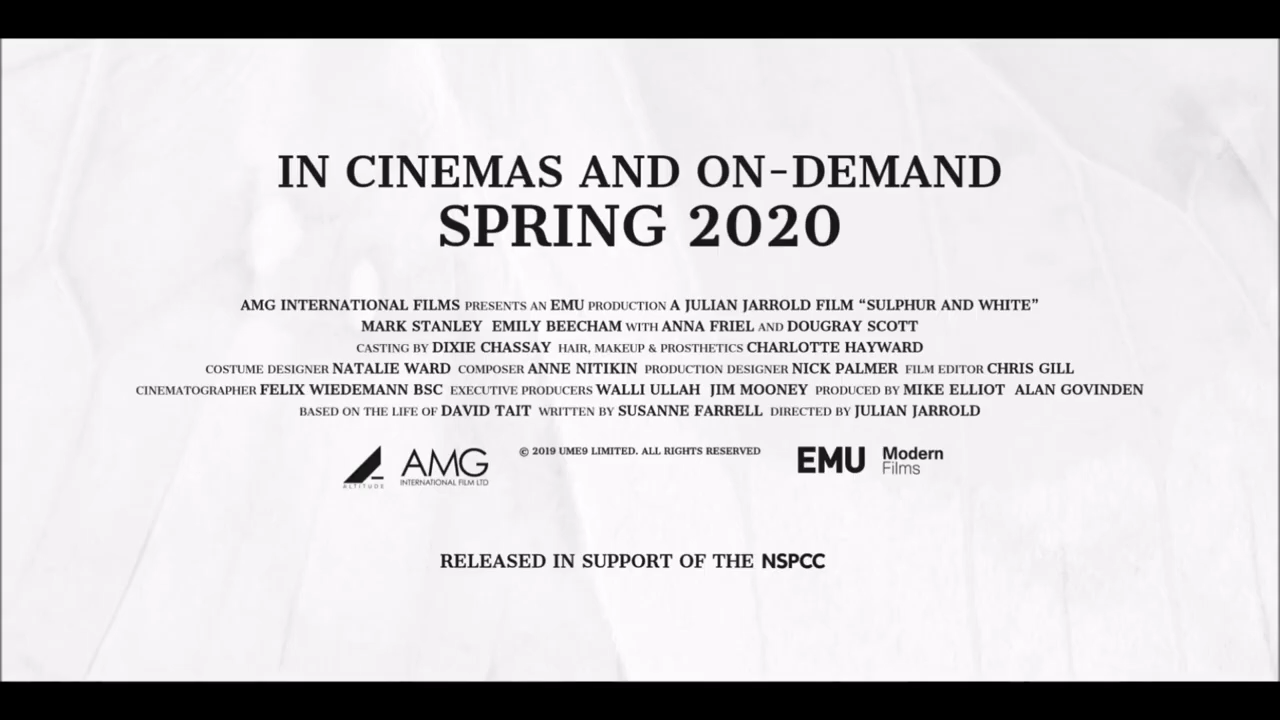 IN CINEMAS AND ON-DEMAND
SPRING 2020
AMG INTERNATIONAL FILMS PRESENTS AN EMU PRODUCTION A JULIAN JARROLD FILM “SULPHUR AND WHITE”
MARK STANLEY EMILY BEECHAM WITH ANNA FRIEL AND DOUGRAY SCOTT
CASTING BY DIXIE CHASSAY HAIR, MAKEUP & PROSTHETICS CHARLOTTE HAYWARD
COSTUME DESIGNER NATALIE WARD COMPOSER ANNE NITIKIN PRODUCTION DESIGNER NICK PALMER FILM EDITOR CHRIS GILL
CINEMATOGRAPHER FELIX WIEDEMANN BSC EXECUTIVE PRODUCERS WALLI ULLAH JIM MOONEY PRODUCED BY MIKE ELLIOT ALAN GOVINDEN
BASED ON THE LIFE OF DAVID TAIT WRITTEN BY SUSANNE FARRELL DIRECTED BY JULIAN JARROLD
© 2019 UME9 LIMITED. ALL RIGHTS RESERVED
ALTITUDE
AMG
INTERNATIONAL FILM LTD
EMU
Modern
Films
RELEASED IN SUPPORT OF THE NSPCC